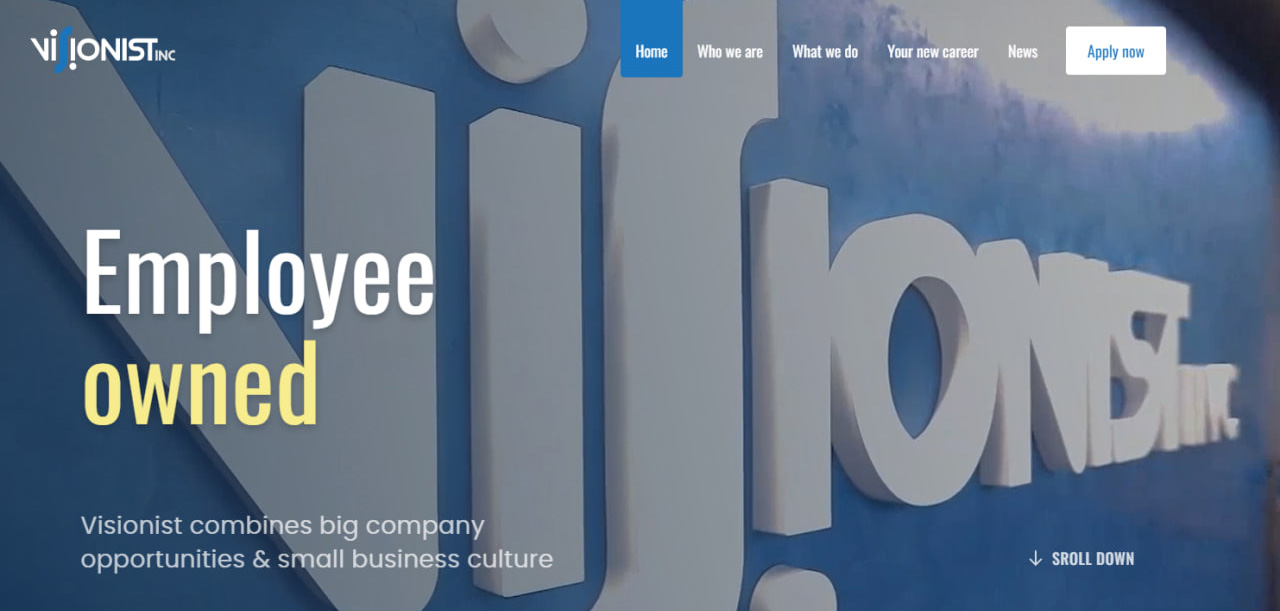 VISIONIST INC
Home
Who we are
What we do
Your new career
News
Apply now
VISIONIST INC
Employee
owned
Visionist combines big company
opportunities & small business culture
SROLL DOWN